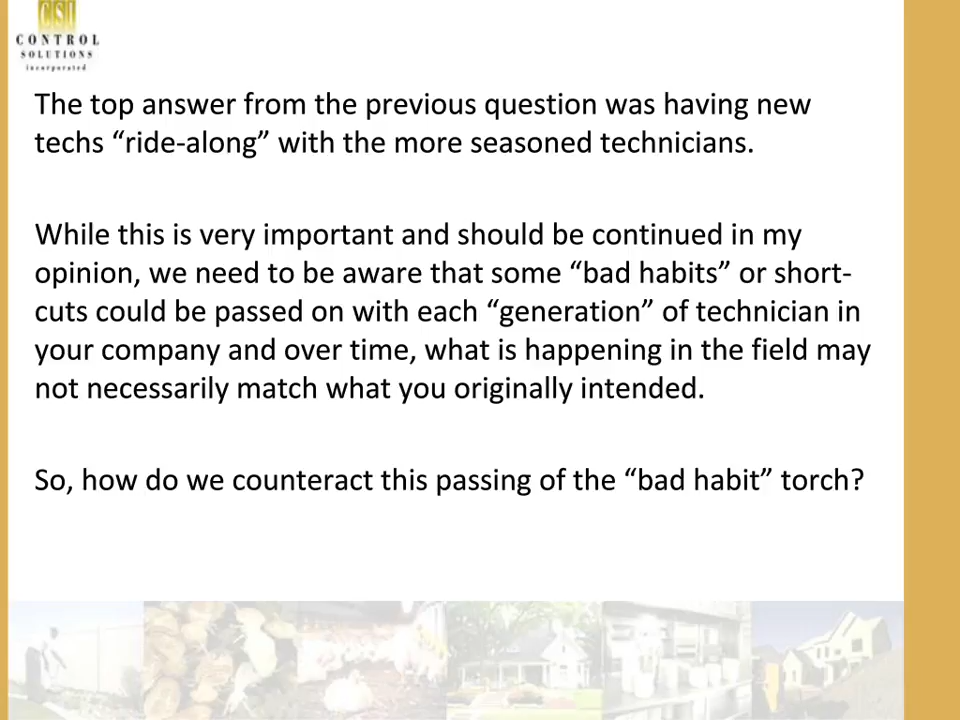 CSI
CONTROL
SOLUTIONS
incorporated
The top answer from the previous question was having new
techs “ride-along” with the more seasoned technicians.
While this is very important and should be continued in my
opinion, we need to be aware that some “bad habits” or short-
cuts could be passed on with each “generation” of technician in
your company and over time, what is happening in the field may
not necessarily match what you originally intended.
So, how do we counteract this passing of the “bad habit” torch?